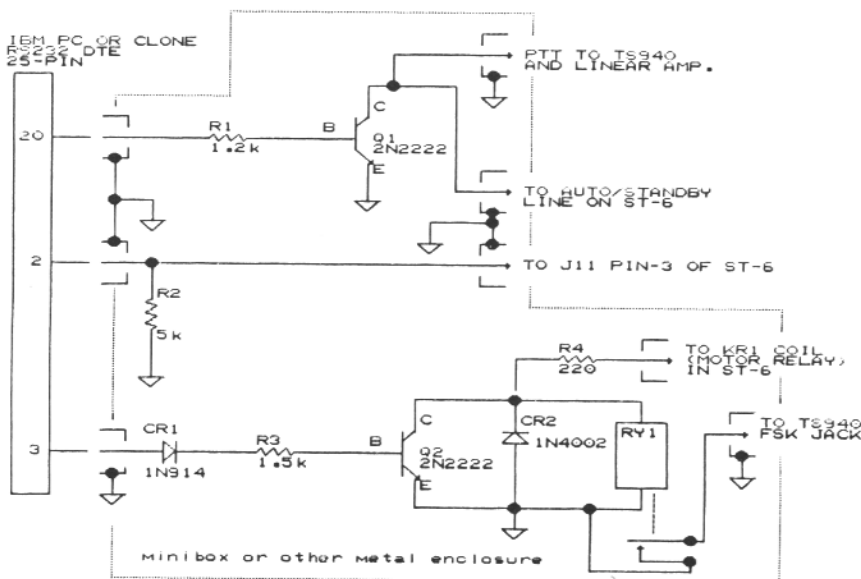 IBM PC OR CLONE
RS232 DTE
25-PIN
PTT TO TS940
AND LINEAR AMP.
C
20
R1
B
Q1
1.2k
2N2222
E
TO AUTO/STANDBY
LINE ON ST-6
2
TO J11 PIN-3 OF ST-6
R2
5k
R4
220
TO KR1 COIL
(MOTOR RELAY)
IN ST-6
C
CR2
1N4002
RY1
TO TS940
FSK JACK
3
CR1
1N914
R3
1.5k
B
Q2
2N2222
E
Minibox or other metal enclosure